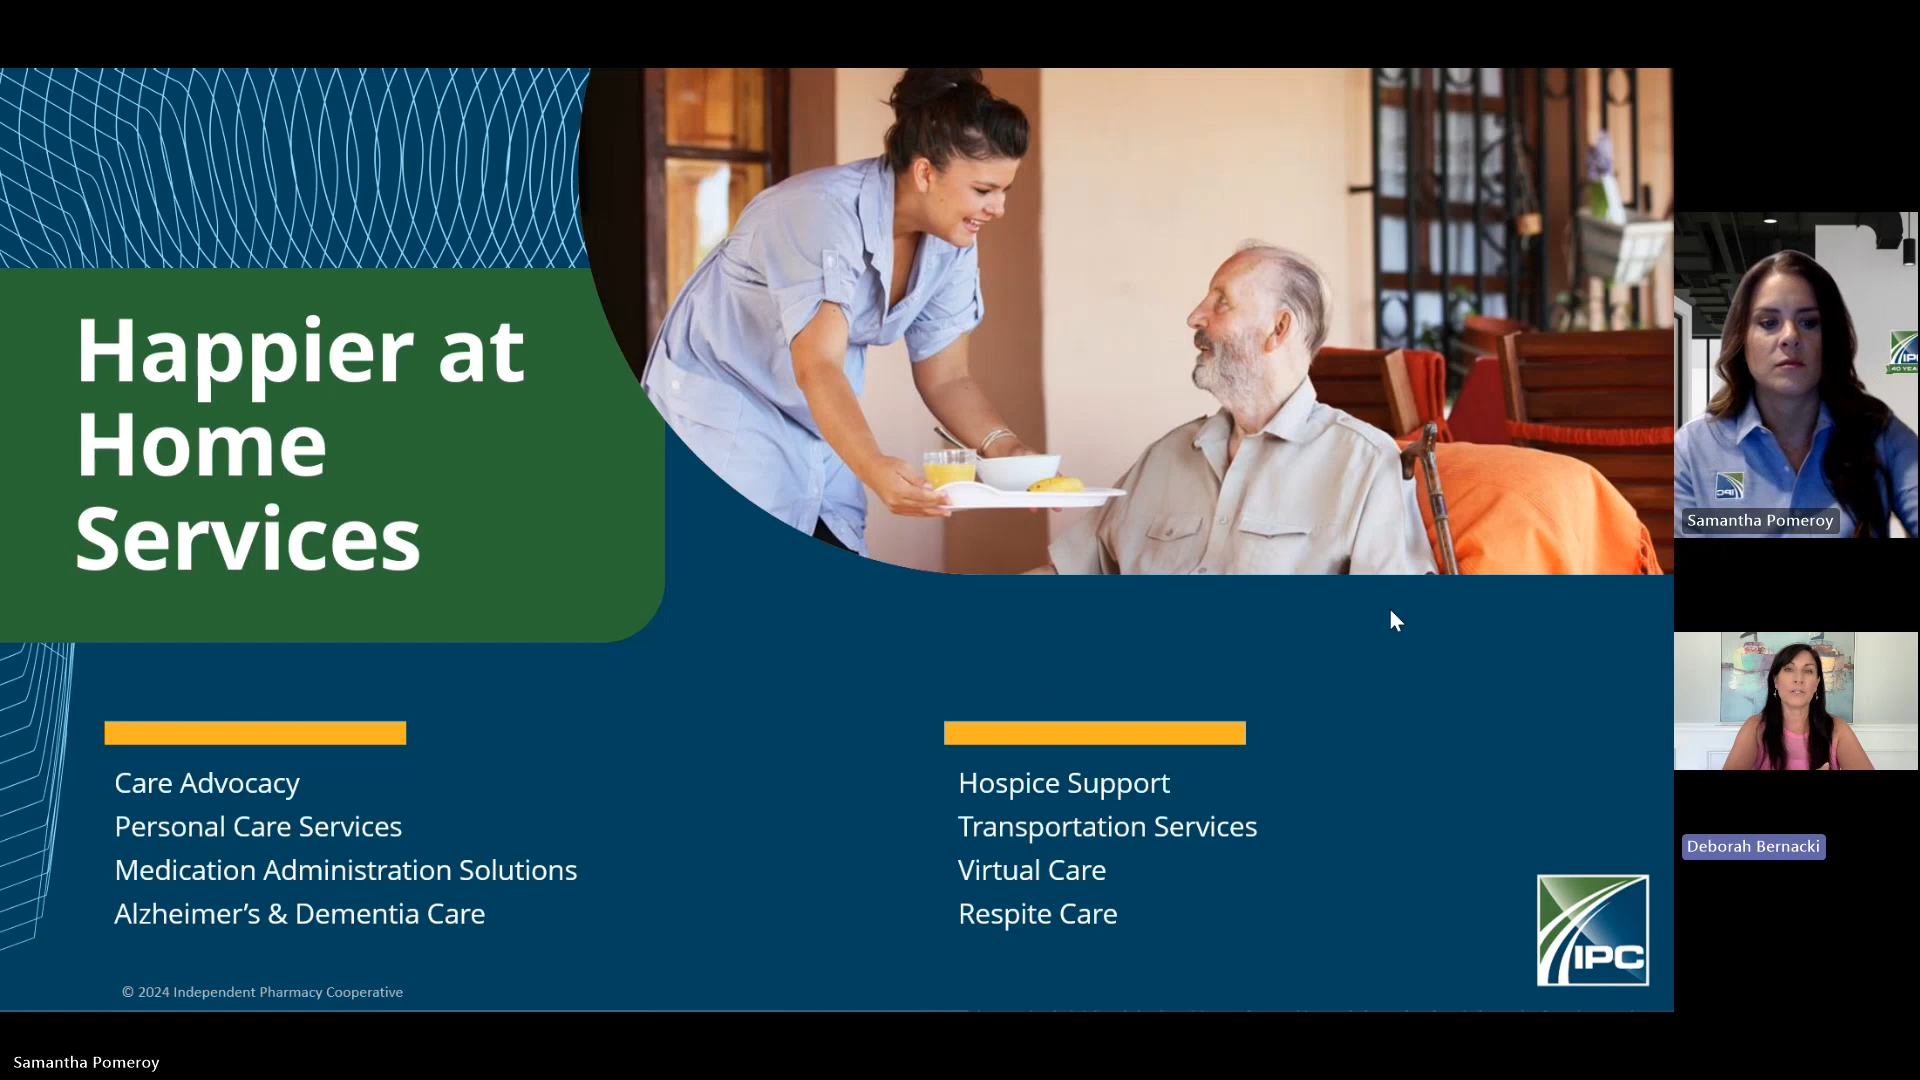 Happier at
Home
Services
Care Advocacy
Personal Care Services
Medication Administration Solutions
Alzheimer’s & Dementia Care
Hospice Support
Transportation Services
Virtual Care
Respite Care
IPC
© 2024 Independent Pharmacy Cooperative
Samantha Pomeroy
Deborah Bernacki
Samantha Pomeroy